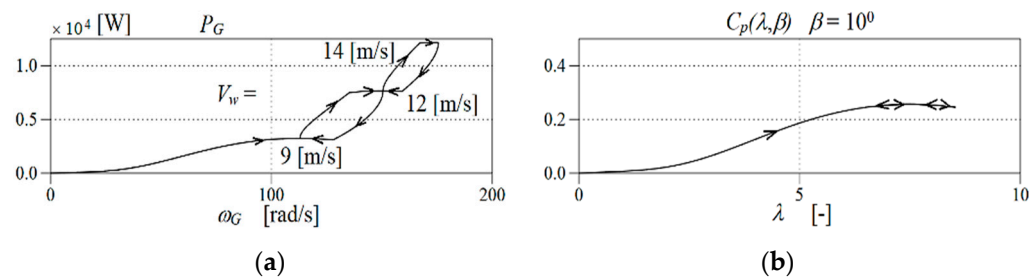 × 10⁴ [W] P_G
1.0
14 [m/s]
V_w =
12 [m/s]
0.5
9 [m/s]
0.0
0 100 200
ω_G [rad/s]
(a)
C_p(λ,β) β = 10⁰
0.4
0.2
0.0
0 5 10
λ [-]
(b)